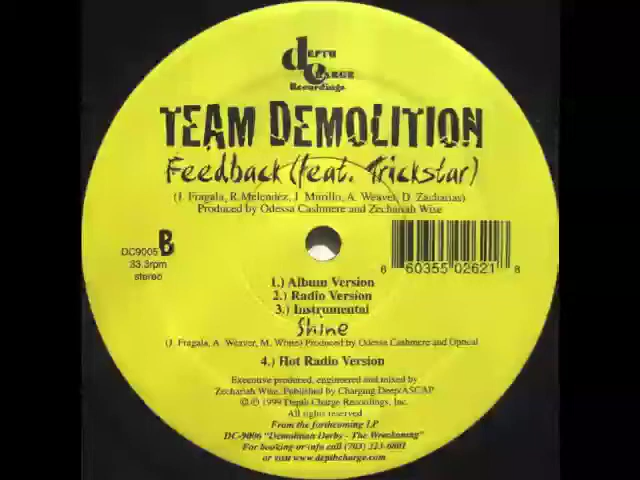 DEPTH
CHARGE
Recordings
TEAM DEMOLITION
Feedback (feat. Trickstar)
(J. Fragala, R. Melendez, J. Murillo, A. Weaver, D. Zacharias)
Produced by Odessa Cashmere and Zechariah Wise
DC9005 B
33.3rpm
stereo
6 60355 02621 8
1.) Album Version
2.) Radio Version
3.) Instrumental
Shine
(J. Fragala, A. Weaver, M. White) Produced by Odessa Cashmere and Optical
4.) Hot Radio Version
Executive produced, engineered and mixed by
Zechariah Wise, Published by Charging Deep/ASCAP
© ℗ 1999 Depth Charge Recordings, Inc.
All rights reserved
From the forthcoming LP
DC-9006 "Demolition Derby - The Wreckoning"
For booking or info call (703) 323-6001
or visit www.depthcharge.com